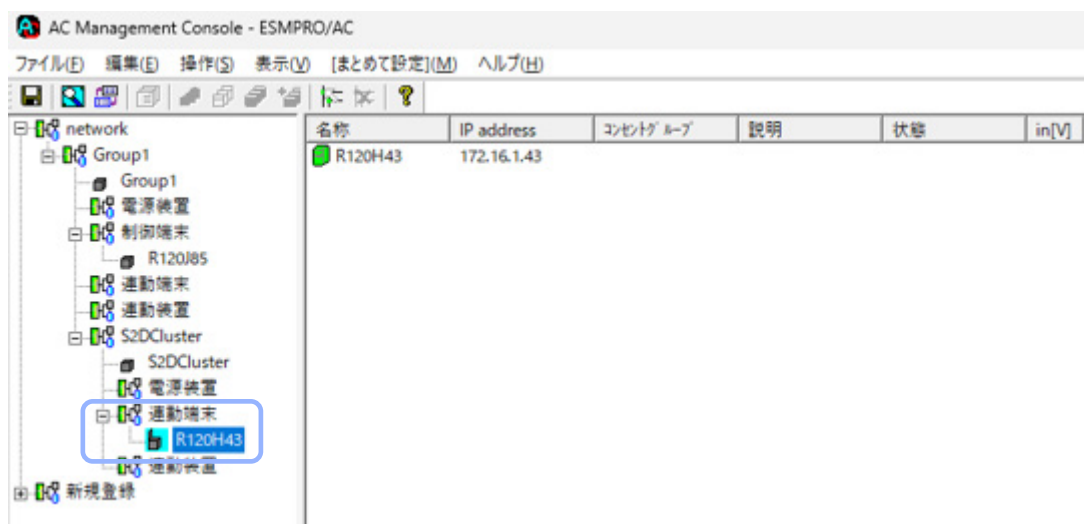 AC Management Console - ESMPRO/AC
ファイル(F) 編集(E) 操作(S) 表示(V) [まとめて設定](M) ヘルプ(H)
名称 IP address コンセントグループ 説明 状態 in[V]
R120H43 172.16.1.43
network
Group1
Group1
電源装置
制御端末
R120J85
連動端末
連動装置
S2DCluster
S2DCluster
電源装置
連動端末
R120H43
連動装置
新規登録